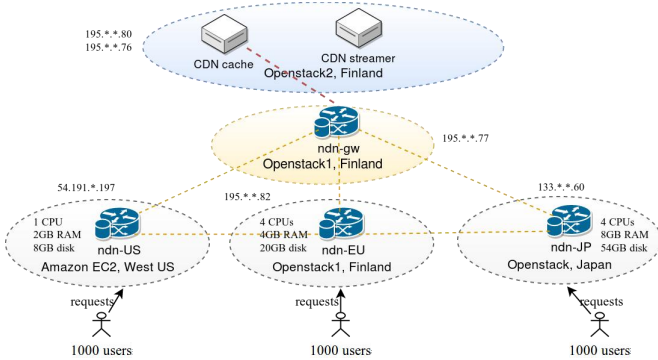 195.*.*.80
195.*.*.76
CDN cache
CDN streamer
Openstack2, Finland
ndn-gw
Openstack1, Finland
195.*.*.77
54.191.*.197
195.*.*.82
133.*.*.60
1 CPU
2GB RAM
8GB disk
ndn-US
Amazon EC2, West US
4 CPUs
4GB RAM
20GB disk
ndn-EU
Openstack1, Finland
4 CPUs
8GB RAM
54GB disk
ndn-JP
Openstack, Japan
requests
requests
requests
1000 users
1000 users
1000 users